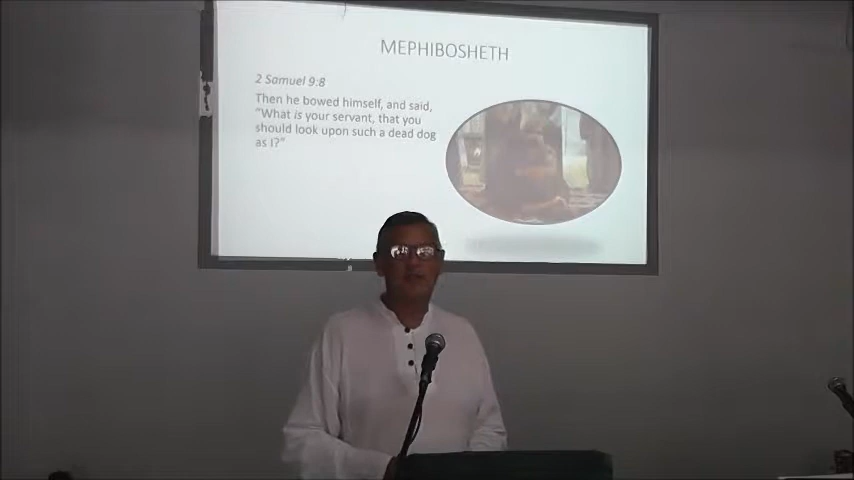 MEPHIBOSHETH
2 Samuel 9:8
Then he bowed himself, and said,
"What is your servant, that you
should look upon such a dead dog
as I?"